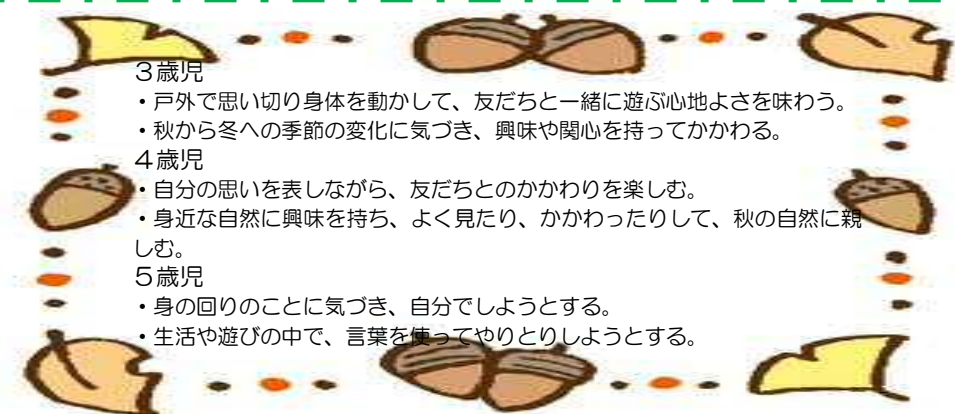 ３歳児
・戸外で思い切り身体を動かして、友だちと一緒に遊ぶ心地よさを味わう。
・秋から冬への季節の変化に気づき、興味や関心を持ってかかわる。
４歳児
・自分の思いを表しながら、友だちとのかかわりを楽しむ。
・身近な自然に興味を持ち、よく見たり、かかわったりして、秋の自然に親
しむ。
５歳児
・身の回りのことに気づき、自分でしようとする。
・生活や遊びの中で、言葉を使ってやりとりしようとする。